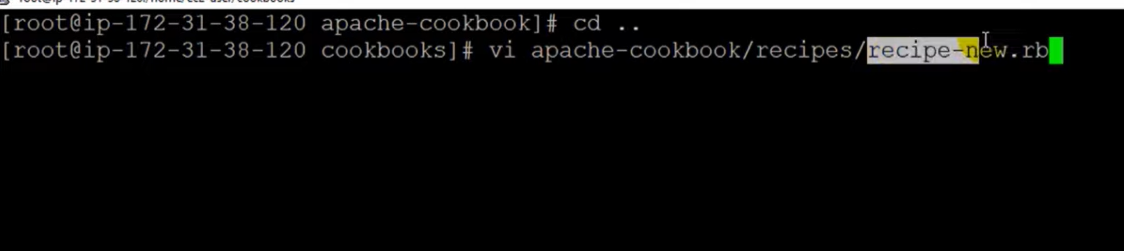 [root@ip-172-31-38-120 apache-cookbook]# cd ..
[root@ip-172-31-38-120 cookbooks]# vi apache-cookbook/recipes/recipe-new.rb